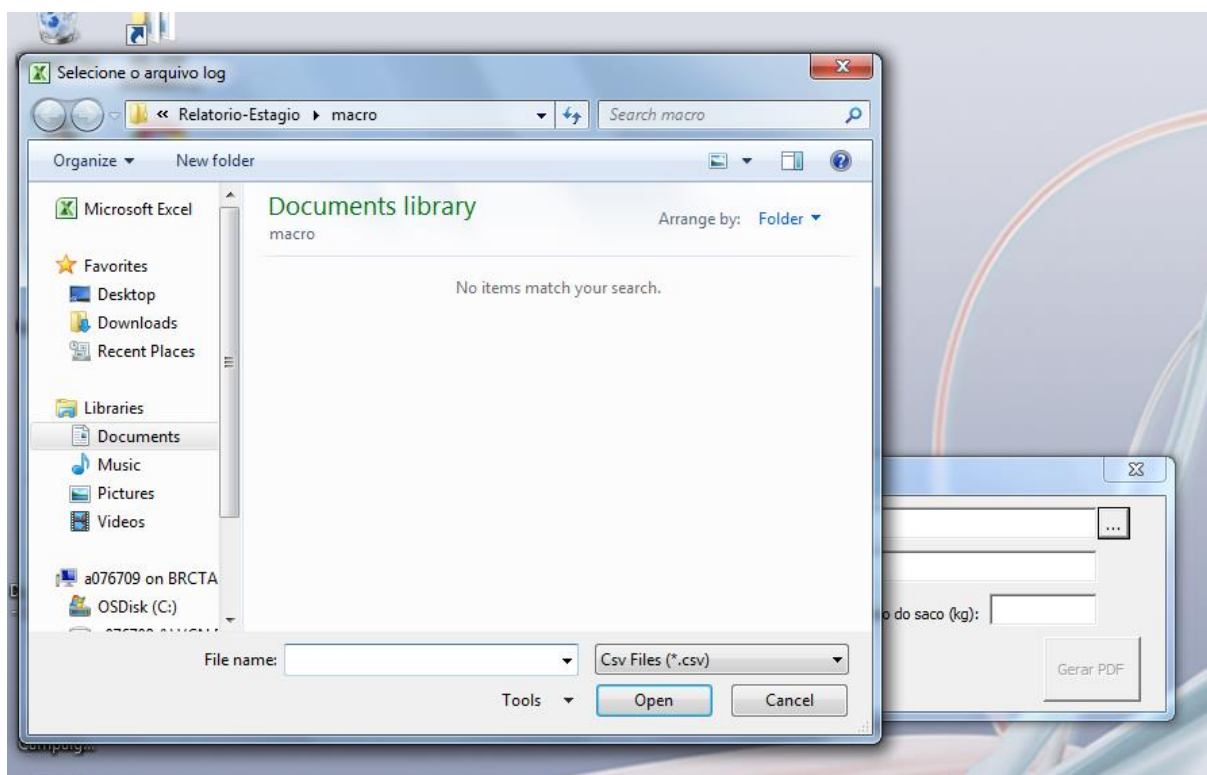 Selecione o arquivo log
« Relatorio-Estagio macro
Search macro
Organize
New folder
Microsoft Excel
Favorites
Desktop
Downloads
Recent Places
Libraries
Documents
Music
Pictures
Videos
a076709 on BRCTA
OSDisk (C:)
Documents library
macro
Arrange by: Folder
No items match your search.
File name:
Csv Files (*.csv)
Tools
Open
Cancel
...
do saco (kg):
Gerar PDF